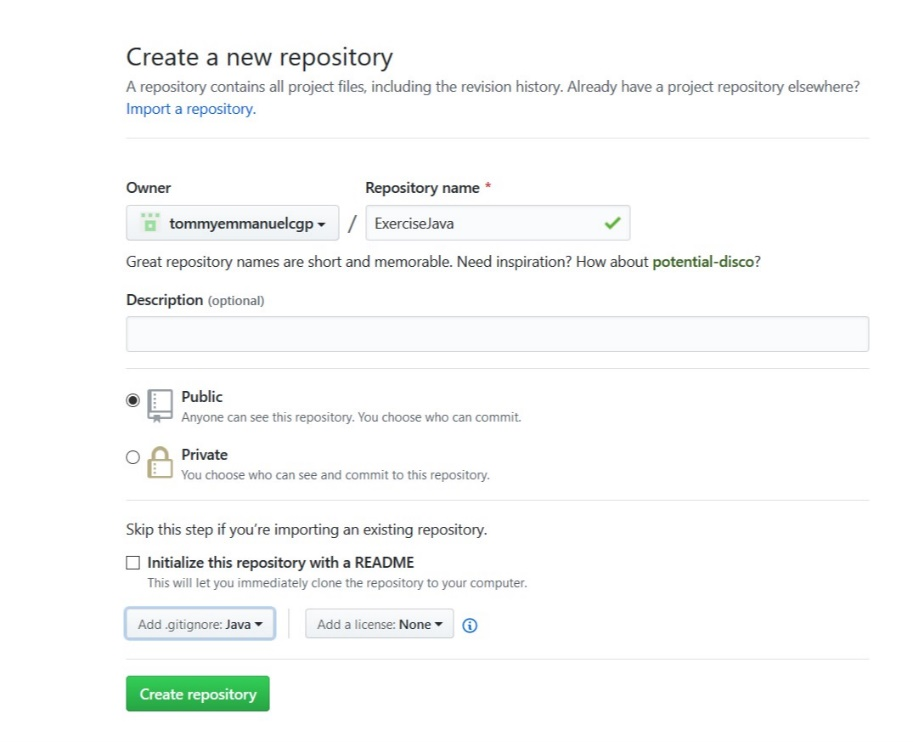 Create a new repository
A repository contains all project files, including the revision history. Already have a project repository elsewhere?
Import a repository.
Owner
Repository name *
tommyemmanuelcgp / ExerciseJava
Great repository names are short and memorable. Need inspiration? How about potential-disco?
Description (optional)
Public
Anyone can see this repository. You choose who can commit.
Private
You choose who can see and commit to this repository.
Skip this step if you're importing an existing repository.
Initialize this repository with a README
This will let you immediately clone the repository to your computer.
Add .gitignore: Java
Add a license: None
Create repository